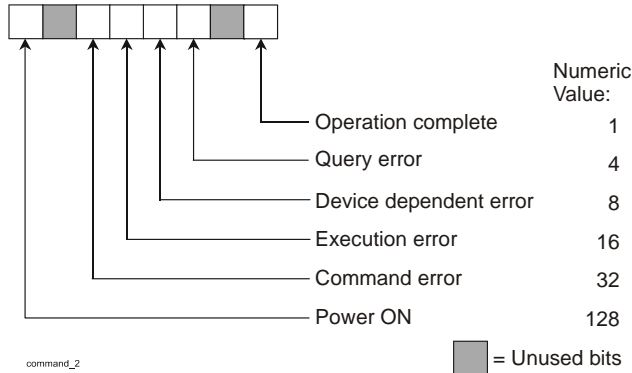 Numeric
Value:
Operation complete 1
Query error 4
Device dependent error 8
Execution error 16
Command error 32
Power ON 128
command_2
= Unused bits